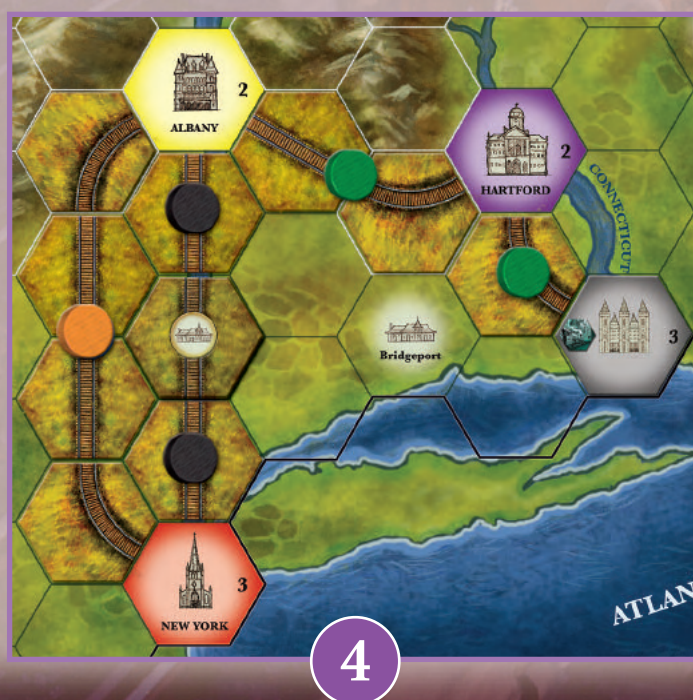 2
ALBANY
2
HARTFORD
CONNECTICUT
3
Bridgeport
3
NEW YORK
ATLAN
4